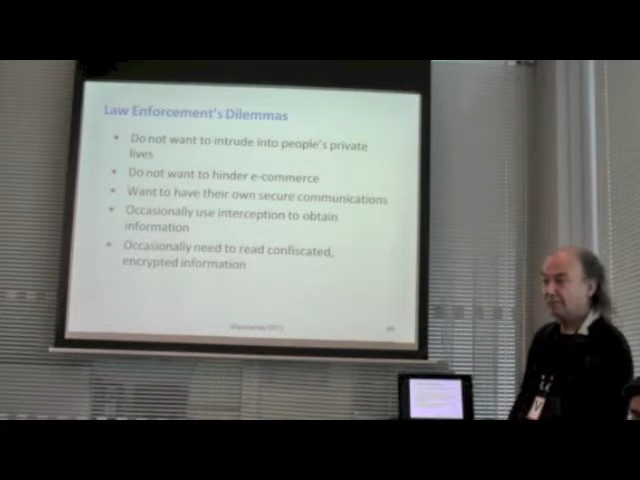 Law Enforcement's Dilemmas
• Do not want to intrude into people's private
lives
• Do not want to hinder e-commerce
• Want to have their own secure communications
• Occasionally use interception to obtain
information
• Occasionally need to read confiscated,
encrypted information